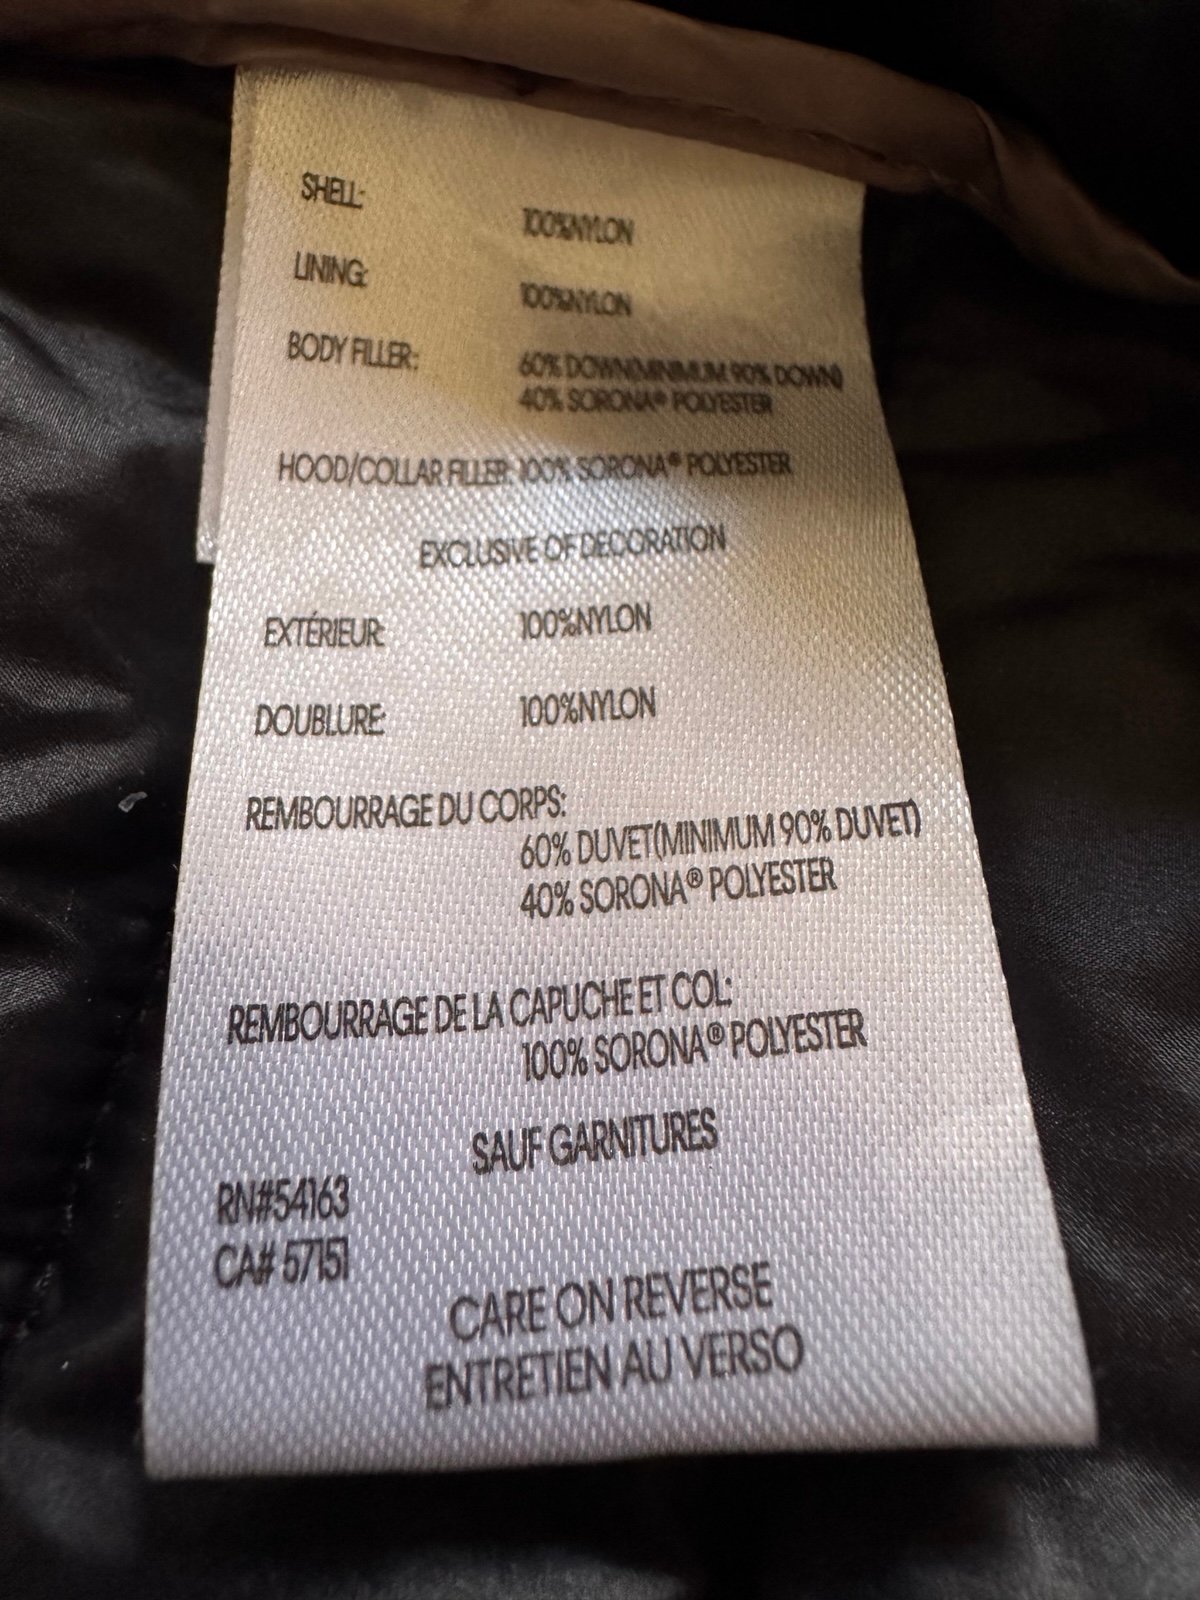 SHELL:
100%NYLON
LINING:
100%NYLON
BODY FILLER:
60% DOWN(MINIMUM 90% DOWN)
40% SORONA® POLYESTER
HOOD/COLLAR FILLER: 100% SORONA® POLYESTER
EXCLUSIVE OF DECORATION
EXTÉRIEUR:
100%NYLON
DOUBLURE:
100%NYLON
REMBOURRAGE DU CORPS:
60% DUVET(MINIMUM 90% DUVET)
40% SORONA® POLYESTER
REMBOURRAGE DE LA CAPUCHE ET COL:
100% SORONA® POLYESTER
SAUF GARNITURES
RN#54163
CA# 57151
CARE ON REVERSE
ENTRETIEN AU VERSO